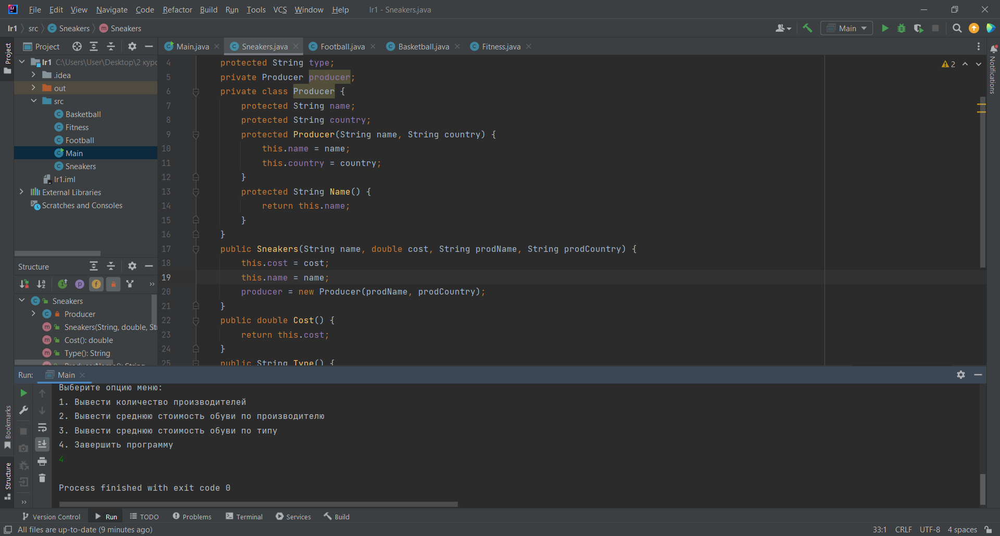 File Edit View Navigate Code Refactor Build Run Tools VCS Window Help lr1 - Sneakers.java
lr1 src Sneakers Sneakers Main
Project
Project
lr1 C:\Users\User\Desktop\2 курс
.idea
out
src
Basketball
Fitness
Football
Main
Sneakers
lr1.iml
External Libraries
Scratches and Consoles
Structure
Sneakers
Producer
Sneakers(String, double, Str
Cost(): double
Type(): String
ProducerName(): String
Main.java Sneakers.java Football.java Basketball.java Fitness.java
2
4 protected String type;
5 private Producer producer;
6 private class Producer {
7 protected String name;
8 protected String country;
9 protected Producer(String name, String country) {
10 this.name = name;
11 this.country = country;
12 }
13 protected String Name() {
14 return this.name;
15 }
16 }
17 public Sneakers(String name, double cost, String prodName, String prodCountry) {
18 this.cost = cost;
19 this.name = name;
20 producer = new Producer(prodName, prodCountry);
21 }
22 public double Cost() {
23 return this.cost;
24 }
25 public String Type() {
Notifications
Run: Main
Выберите опцию меню:
1. Вывести количество производителей
2. Вывести среднюю стоимость обуви по производителю
3. Вывести среднюю стоимость обуви по типу
4. Завершить программу
4
Process finished with exit code 0
Bookmarks
Structure
Version Control Run TODO Problems Terminal Services Build
All files are up-to-date (9 minutes ago) 33:1 CRLF UTF-8 4 spaces